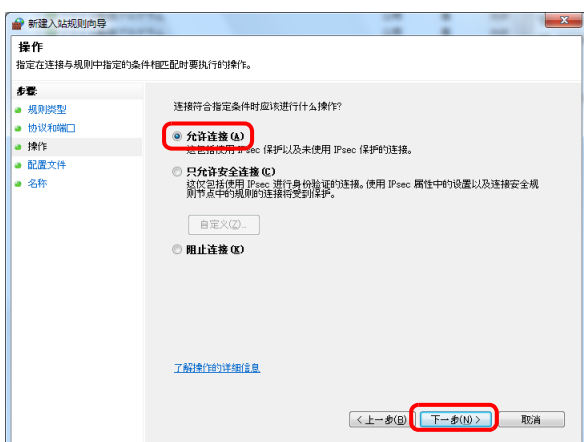 新建入站规则向导
操作
指定在连接与规则中指定的条件相匹配时要执行的操作。
步骤:
规则类型
协议和端口
操作
配置文件
名称
连接符合指定条件时应该进行什么操作?
允许连接(A)
这包括使用 IPsec 保护以及未使用 IPsec 保护的连接。
只允许安全连接(C)
这仅包括使用 IPsec 进行身份验证的连接。使用 IPsec 属性中的设置以及连接安全规
则节点中的规则的连接将受到保护。
自定义(Z)...
阻止连接(K)
了解操作的详细信息
<上一步(B) 下一步(N)> 取消